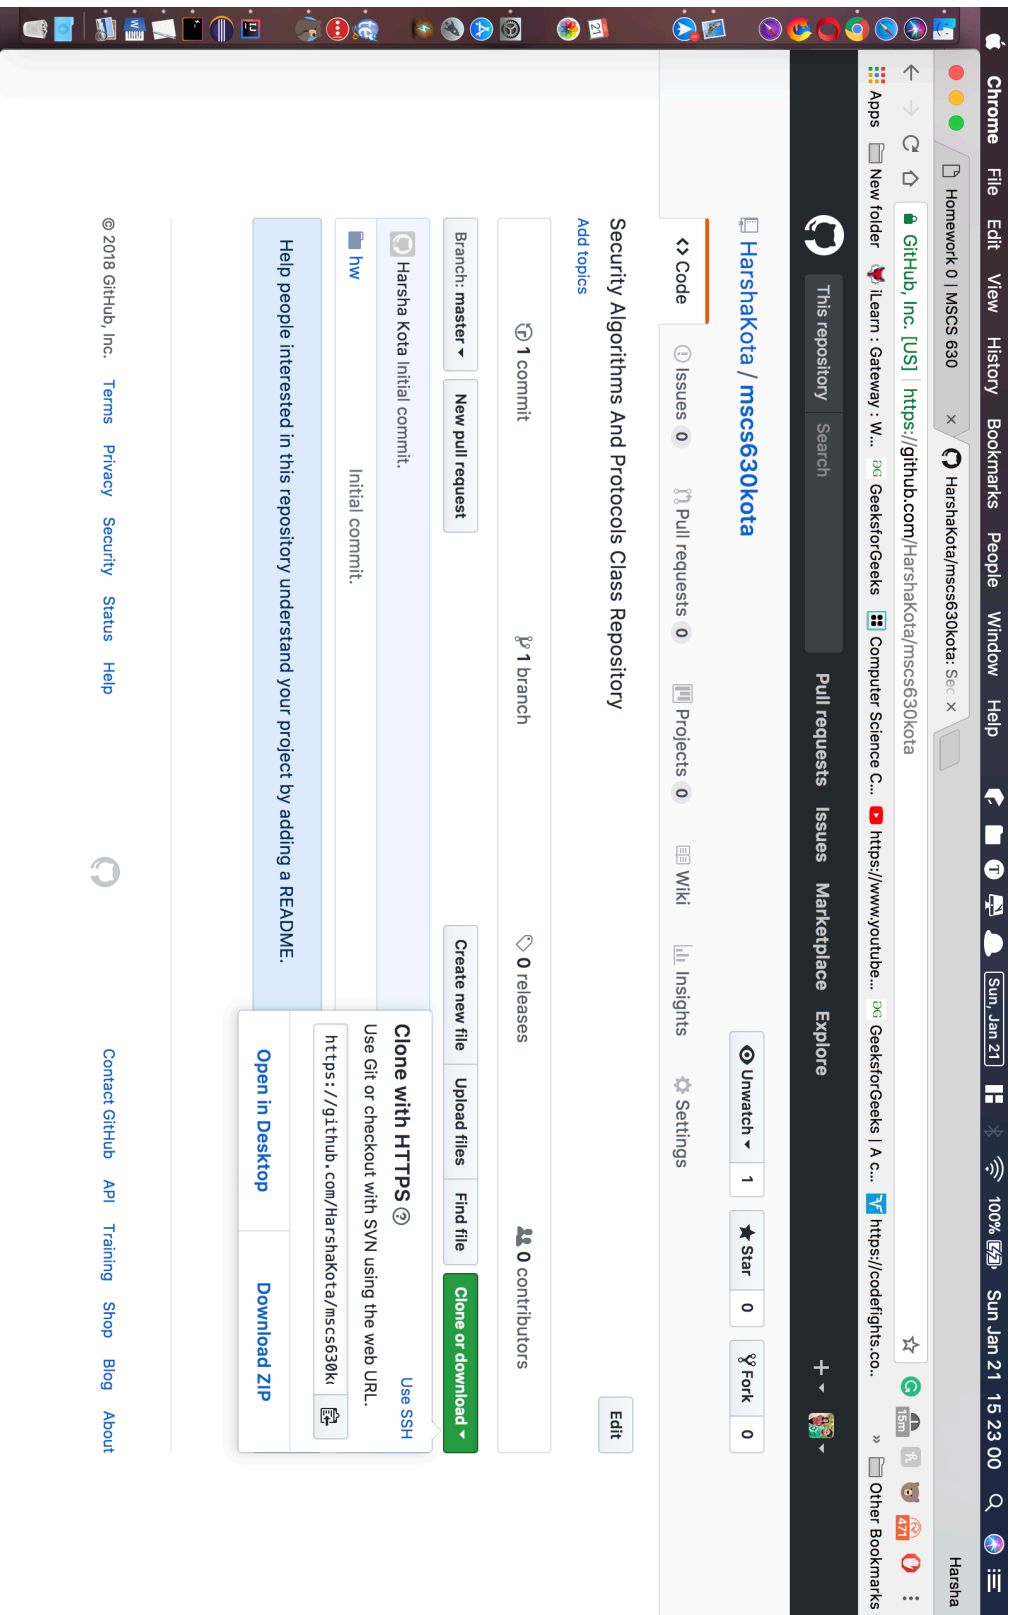 Chrome File Edit View History Bookmarks People Window Help Sun, Jan 21 100% Sun Jan 21 15 23 00
Homework 0 | MSCS 630 × HarshaKota/mscs630kota: Sec × Harsha
GitHub, Inc. [US] https://github.com/HarshaKota/mscs630kota 15m 471
Apps New folder iLearn : Gateway : W... GeeksforGeeks Computer Science C... https://www.youtube... GeeksforGeeks | A c... https://codefights.co... » Other Bookmarks
This repository Search Pull requests Issues Marketplace Explore
HarshaKota / mscs630kota Unwatch 1 Star 0 Fork 0
Code Issues 0 Pull requests 0 Projects 0 Wiki Insights Settings
Security Algorithms And Protocols Class Repository Edit
Add topics
1 commit 1 branch 0 releases 0 contributors
Branch: master New pull request Create new file Upload files Find file Clone or download
Harsha Kota Initial commit.
hw Initial commit.
Clone with HTTPS Use SSH
Use Git or checkout with SVN using the web URL.
https://github.com/HarshaKota/mscs630k
Open in Desktop Download ZIP
Help people interested in this repository understand your project by adding a README.
© 2018 GitHub, Inc. Terms Privacy Security Status Help Contact GitHub API Training Shop Blog About